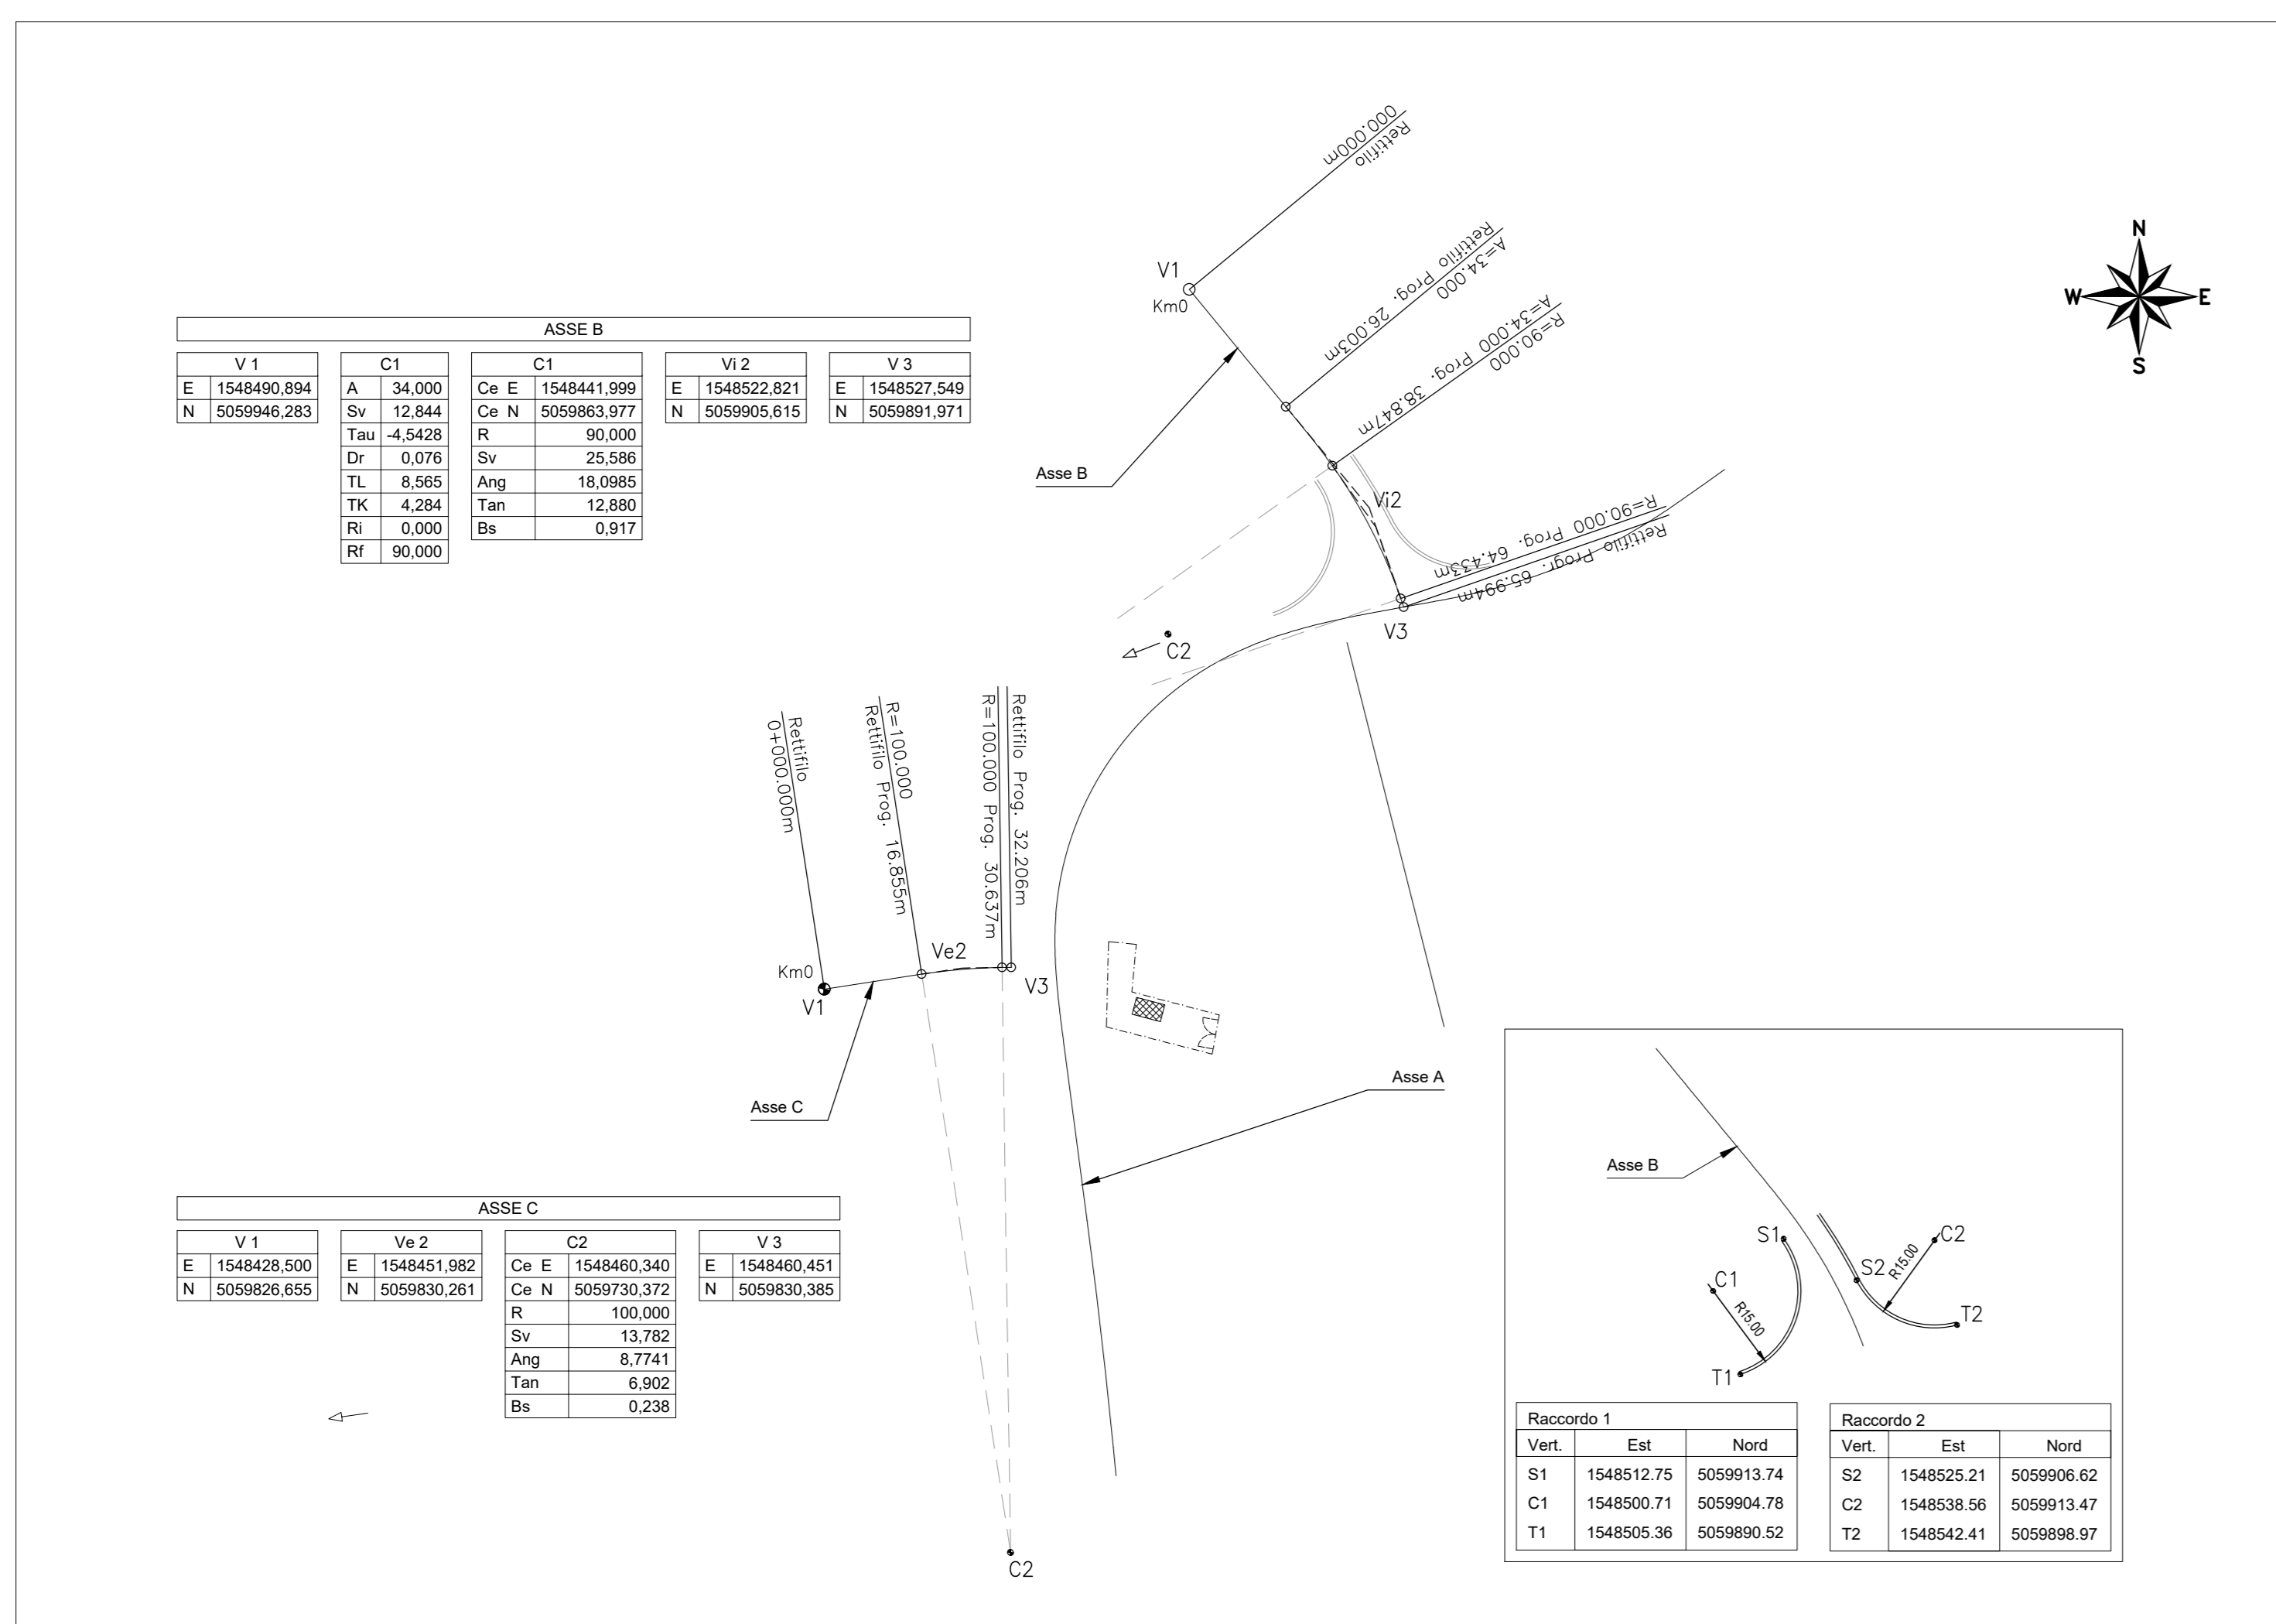 000.000m
Rettifilo
Rettifilo Prog. 26.003m
A=34.000
V1
Km0
A=34.000 Prog. 38.847m
R=90.000
N
W E
S
ASSE B
V 1 C1 C1 Vi 2 V 3
E 1548490,894 A 34,000 Ce E 1548441,999 E 1548522,821 E 1548527,549
N 5059946,283 Sv 12,844 Ce N 5059863,977 N 5059905,615 N 5059891,971
Tau -4,5428 R 90,000
Dr 0,076 Sv 25,586
TL 8,565 Ang 18,0985
TK 4,284 Tan 12,880
Ri 0,000 Bs 0,917
Rf 90,000
Asse B
Vi2
R=90.000 Prog. 64.433m
Rettifilo Progr. 65.994m
V3
C2
Rettifilo
0+000.000m
R=100.000
Rettifilo Prog. 16.855m
R=100.000 Prog. 30.637m
Rettifilo Prog. 32.206m
Ve2
Km0
V1
V3
Asse A
Asse C
ASSE C
V 1 Ve 2 C2 V 3
E 1548428,500 E 1548451,982 Ce E 1548460,340 E 1548460,451
N 5059826,655 N 5059830,261 Ce N 5059730,372 N 5059830,385
R 100,000
Sv 13,782
Ang 8,7741
Tan 6,902
Bs 0,238
C2
Asse B
S1
C2
S2
R15.00
C1
R15.00
T2
T1
Raccordo 1
Vert. Est Nord
S1 1548512.75 5059913.74
C1 1548500.71 5059904.78
T1 1548505.36 5059890.52
Raccordo 2
Vert. Est Nord
S2 1548525.21 5059906.62
C2 1548538.56 5059913.47
T2 1548542.41 5059898.97